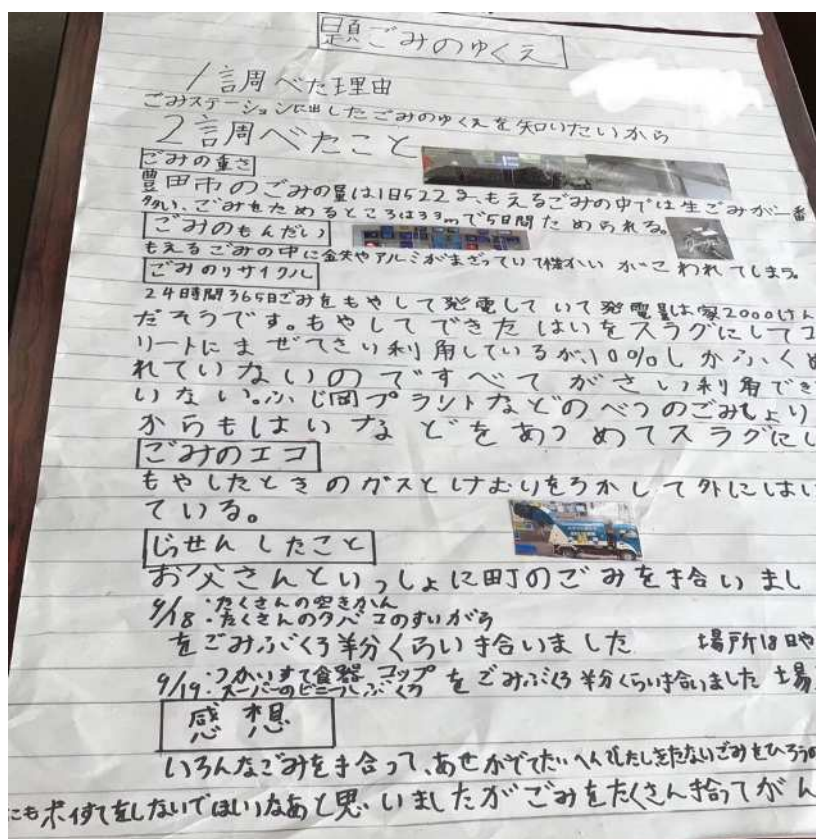 題ごみのゆくえ
1調べた理由
ごみステーションに出したごみのゆくえを知りたいから
2調べたこと
ごみの重さ
豊田市のごみの量は1日522g、もえるごみの中では生ごみが一番
多い、ごみをためるところは33mで5日間ためられる。
ごみのもんだい
もえるごみの中に金ぞくやアルミがまざっていて機かいがこわれてしまう。
ごみのリサイクル
24時間365日ごみをもやして発電していて発電量は家2000けん
だそうです。もやしてできたはいをスラグにしてコ
リートにまぜてさい利用しているが、10%しかふくめ
れていないのですべてがさい利用でき
いない。ふじ岡プラントなどのべつのごみしょり
からもはいなどをあつめてスラグにし
ごみのエコ
もやしたときのガスとけむりをろかして外にはい
ている。
じっせんしたこと
お父さんといっしょに町のごみを拾いまし
9/18・たくさんの空きかん
・たくさんのタバコのすいがら
をごみぶくろ半分くらい拾いました 場所18日や
9/19・つかいすて食器 コップ
・スーパーのビニールぶくろ をごみぶくろ半分くらい拾いました 場
感想
いろんなごみを拾って、あせがでてたいへんでしたしきたないごみをひろうの
にもポイすてをしないでほしいなあと思いましたがごみをたくさん拾ってがん